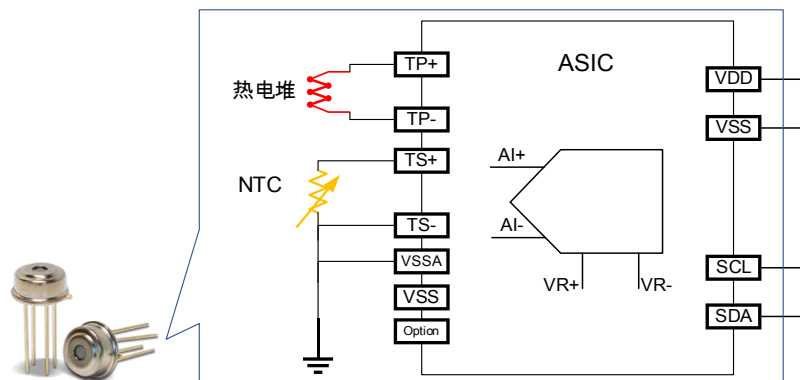 TP+
ASIC
热电堆
VDD
TP-
VSS
TS+
AI+
NTC
TS-
AI-
VSSA
SCL
VR+
VR-
VSS
SDA
Option